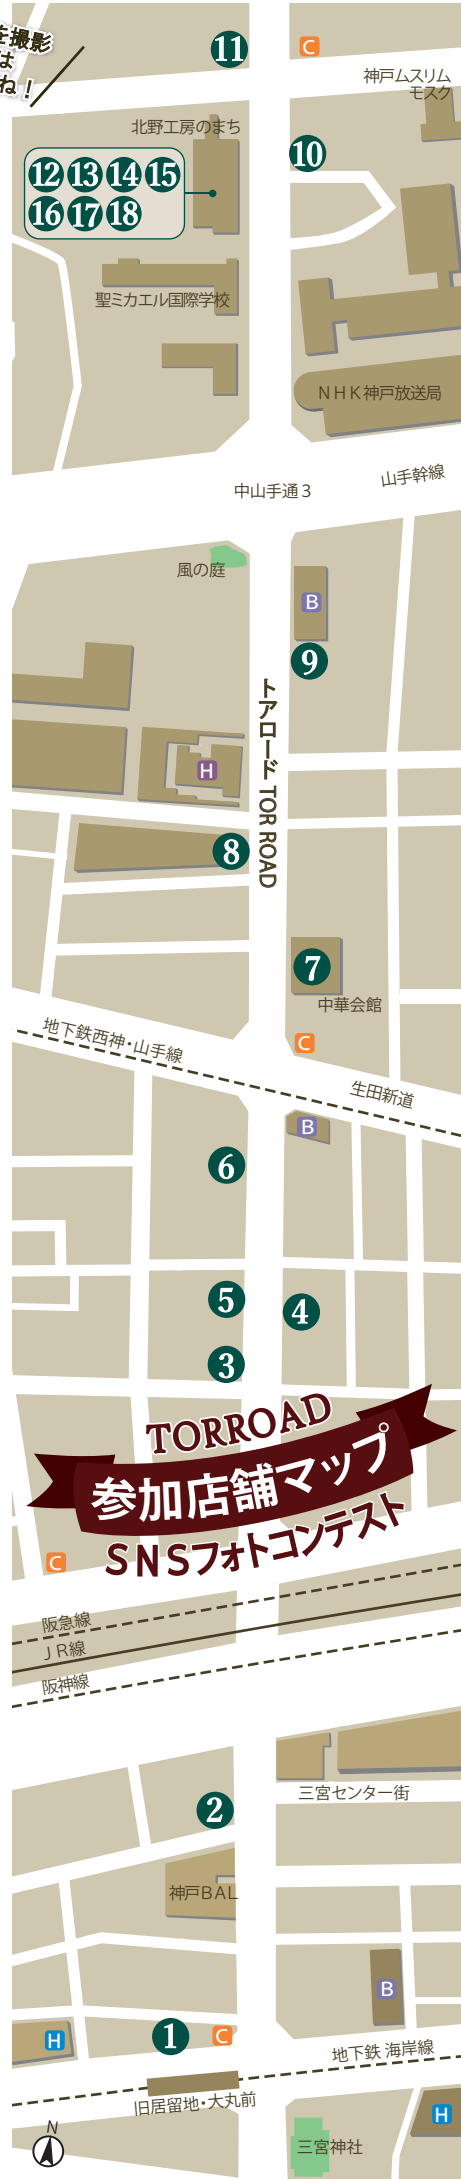 を撮影
は
ね！
11
C
神戸ムスリム
モスク
北野工房のまち
10
12 13 14 15
16 17 18
聖ミカエル国際学校
NHK神戸放送局
山手幹線
中山手通3
風の庭
B
9
トアロード TOR ROAD
H
8
7
中華会館
C
地下鉄西神・山手線
生田新道
B
6
5
4
3
TORROAD
参加店舗マップ
SNSフォトコンテスト
C
阪急線
JR線
阪神線
三宮センター街
2
神戸BAL
B
1
C
H
地下鉄 海岸線
旧居留地・大丸前
H
N
三宮神社